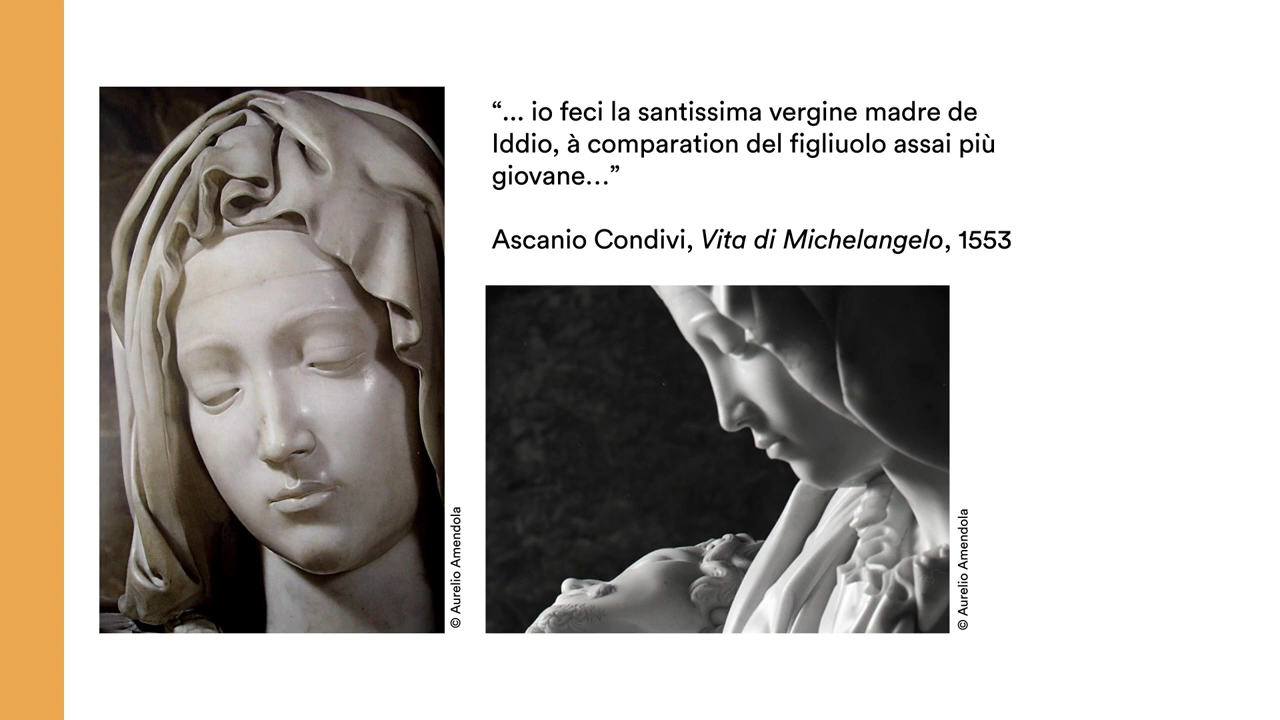 “... io feci la santissima vergine madre de
Iddio, à comparation del figliuolo assai più
giovane...”
Ascanio Condivi, Vita di Michelangelo, 1553
© Aurelio Amendola
© Aurelio Amendola